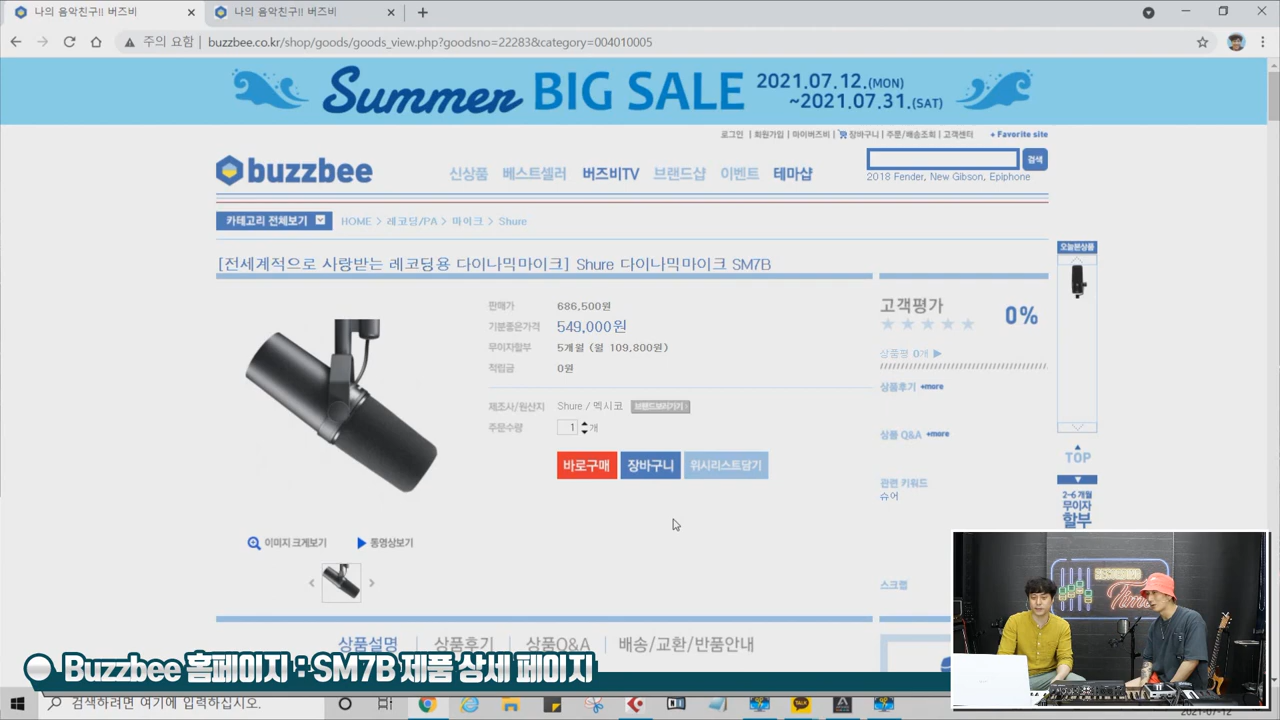 나의 음악친구!! 버즈비
나의 음악친구!! 버즈비
주의 요함 | buzzbee.co.kr/shop/goods/goods_view.php?goodsno=22283&category=004010005
Summer BIG SALE 2021.07.12.(MON)
~2021.07.31.(SAT)
로그인 | 회원가입 | 마이버즈비 | 장바구니 | 주문/배송조회 | 고객센터 + Favorite site
buzzbee 신상품 베스트셀러 버즈비TV 브랜드샵 이벤트 테마샵 검색
2018 Fender, New Gibson, Epiphone
카테고리 전체보기 HOME > 레코딩/PA > 마이크 > Shure
오늘본상품
[전세계적으로 사랑받는 레코딩용 다이나믹마이크] Shure 다이나믹마이크 SM7B
판매가 686,500원
기분좋은가격 549,000원
무이자할부 5개월 (월 109,800원)
적립금 0원
제조사/원산지 Shure / 멕시코 브랜드바로가기
주문수량 1 개
바로구매 장바구니 위시리스트담기
고객평가 0%
상품평 0개
상품후기 +more
상품 Q&A +more
관련 키워드
슈어
스크랩
TOP
2~6개월
무이자
할부
이미지 크게보기 동영상보기
상품설명 | 상품후기 | 상품Q&A | 배송/교환/반품안내
Time
Buzzbee 홈페이지 : SM7B 제품 상세 페이지
검색하려면 여기에 입력하십시오.
TALK
2021-07-12